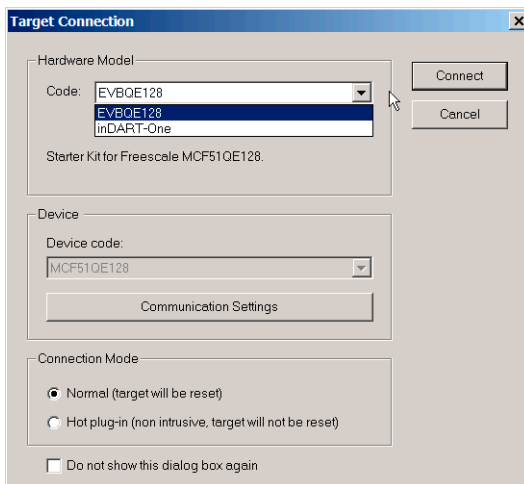 Target Connection
Hardware Model
Code:
EVBQE128
EVBQE128
inDART-One
Starter Kit for Freescale MCF51QE128.
Connect
Cancel
Device
Device code:
MCF51QE128
Communication Settings
Connection Mode
Normal (target will be reset)
Hot plug-in (non intrusive, target will not be reset)
Do not show this dialog box again